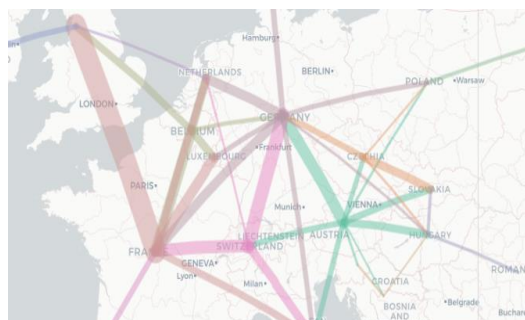 Hamburg
NETHERLANDS
BERLIN
POLAND
Warsaw
LONDON
GERMANY
BELGIUM
Frankfurt
LUXEMBOURG
CZECHIA
PARIS
SLOVAKIA
VIENNA
Munich
LIECHTENSTEIN
AUSTRIA
HUNGARY
SWITZERLAND
GENEVA
ROMAN
Lyon
Milan
CROATIA
BOSNIA
AND
Belgrade
Buchar